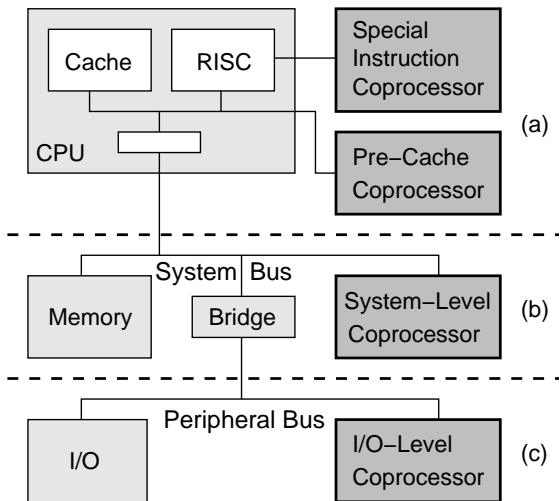 Cache
RISC
Special
Instruction
Coprocessor
(a)
CPU
Pre−Cache
Coprocessor
System Bus
Memory
Bridge
System−Level
Coprocessor
(b)
Peripheral Bus
I/O
I/O−Level
Coprocessor
(c)